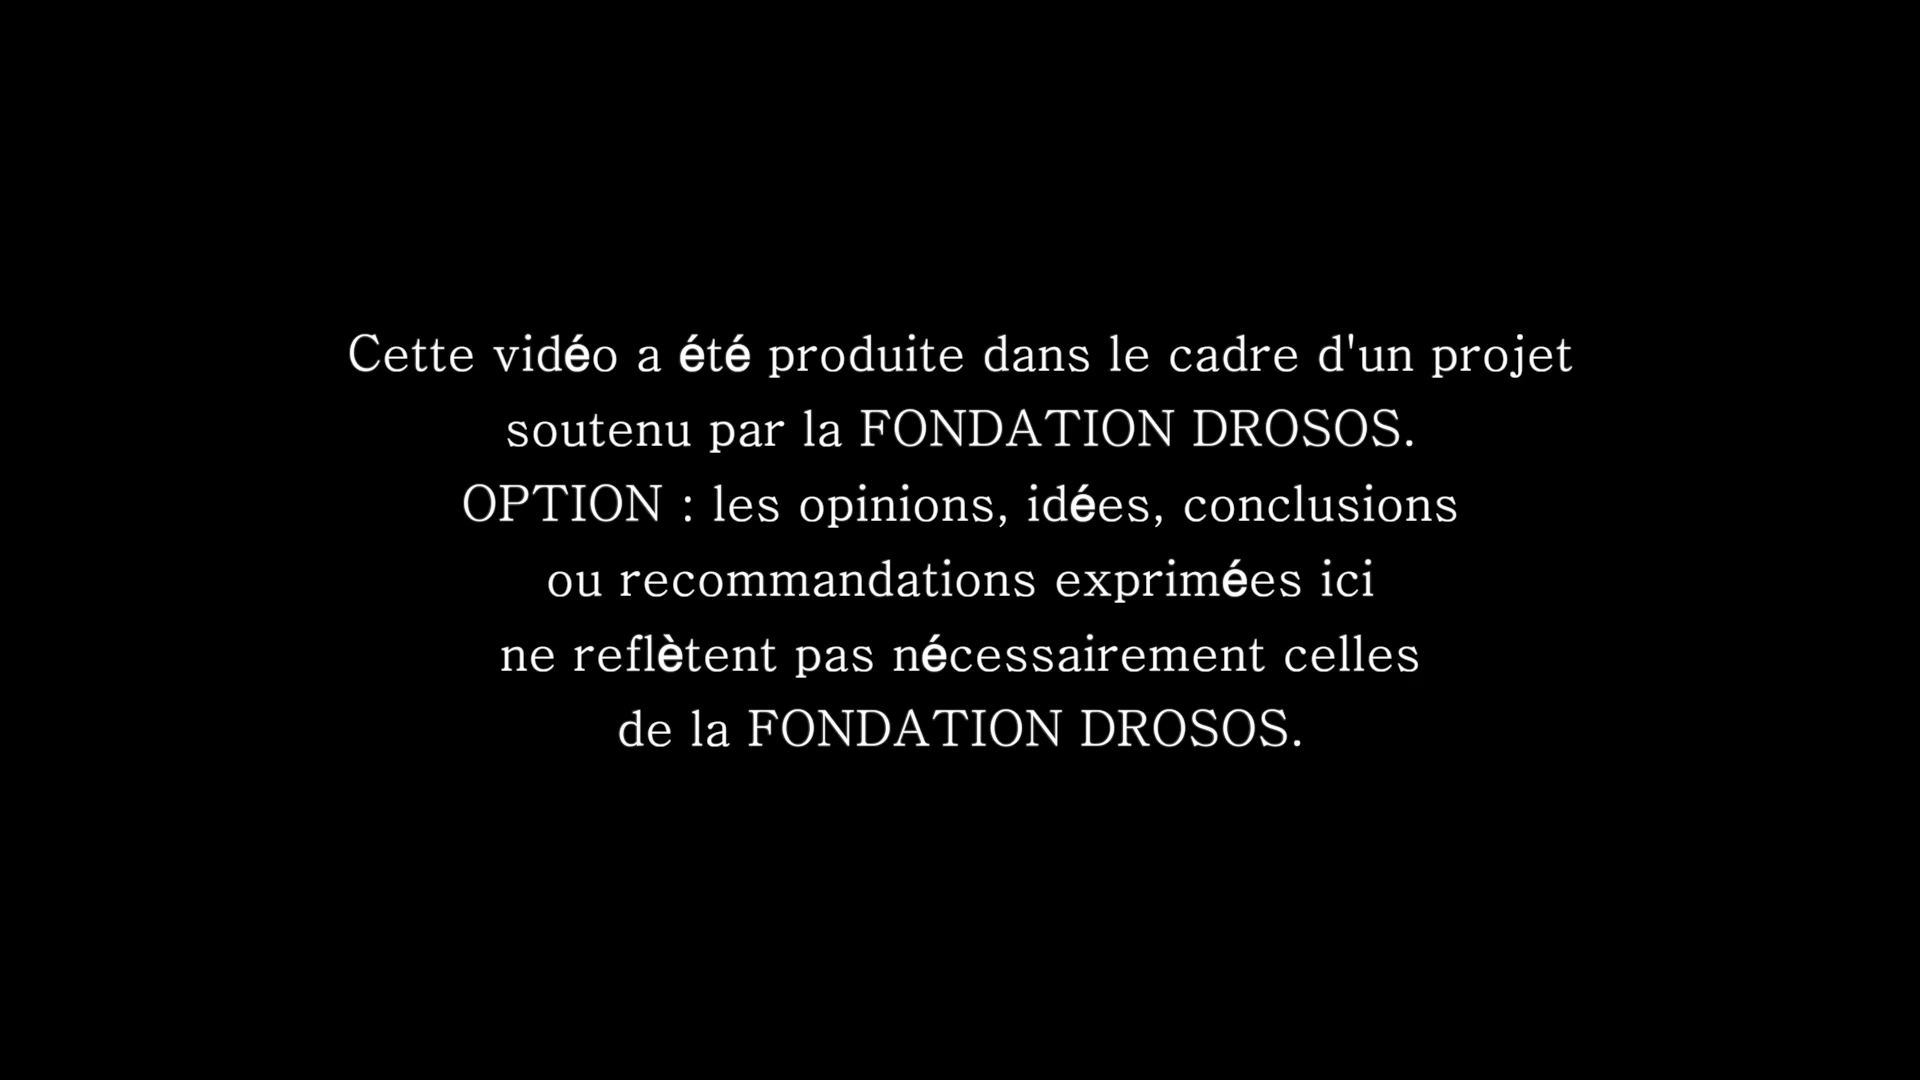 Cette vidéo a été produite dans le cadre d'un projet
soutenu par la FONDATION DROSOS.
OPTION : les opinions, idées, conclusions
ou recommandations exprimées ici
ne reflètent pas nécessairement celles
de la FONDATION DROSOS.